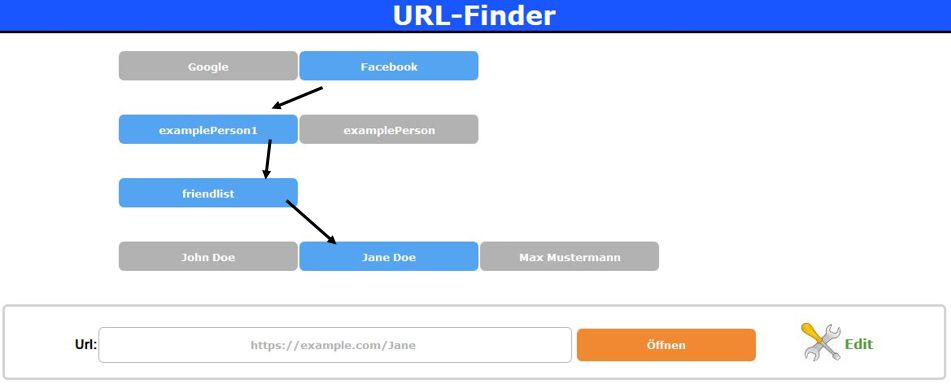 URL-Finder
Google Facebook
examplePerson1 examplePerson
friendlist
John Doe Jane Doe Max Mustermann
Url: https://example.com/Jane Öffnen Edit